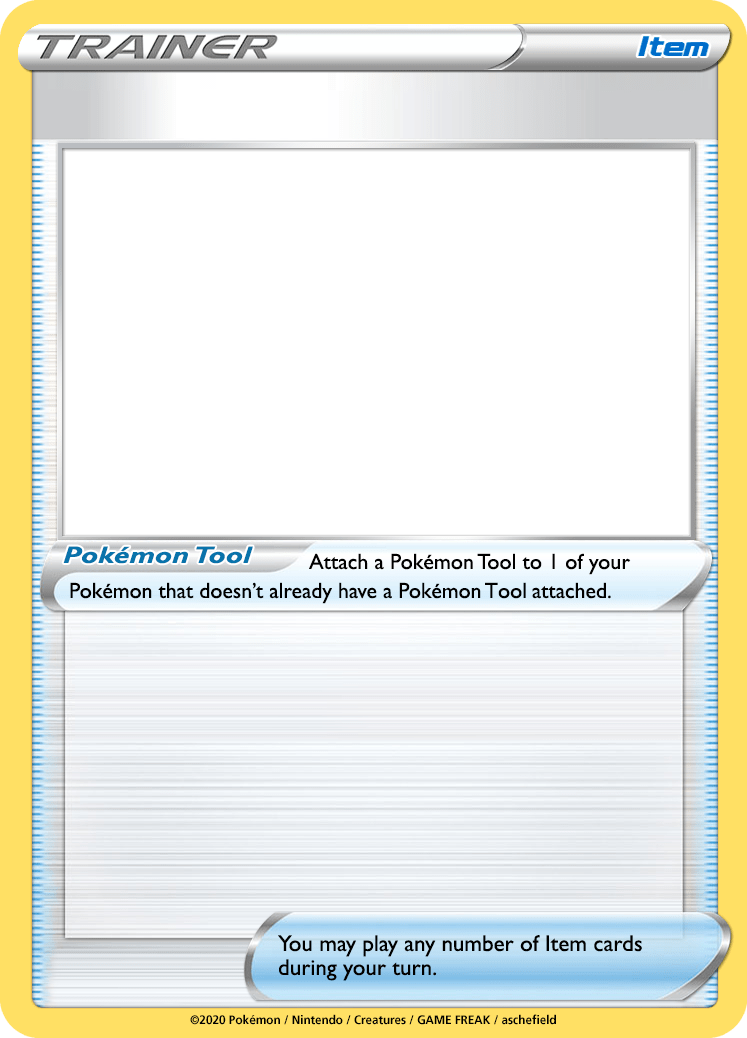 TRAINER
Item
Pokémon Tool
Attach a Pokémon Tool to 1 of your
Pokémon that doesn’t already have a Pokémon Tool attached.
You may play any number of Item cards
during your turn.
©2020 Pokémon / Nintendo / Creatures / GAME FREAK / aschefield